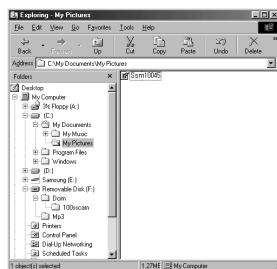 Exploring - My Pictures
File Edit View Go Favorites Tools Help
Back Forward Up Cut Copy Paste Undo Delete
Address C:\My Documents\My Pictures
Folders
Ssm10045
Desktop
My Computer
3½ Floppy (A:)
(C:)
My Documents
My Music
My Pictures
Program Files
Windows
(D:)
Samsung (E:)
Removable Disk (F:)
Dcim
100sscam
Mp3
Printers
Control Panel
Dial-Up Networking
Scheduled Tasks
1 object(s) selected
1.27ME
My Computer